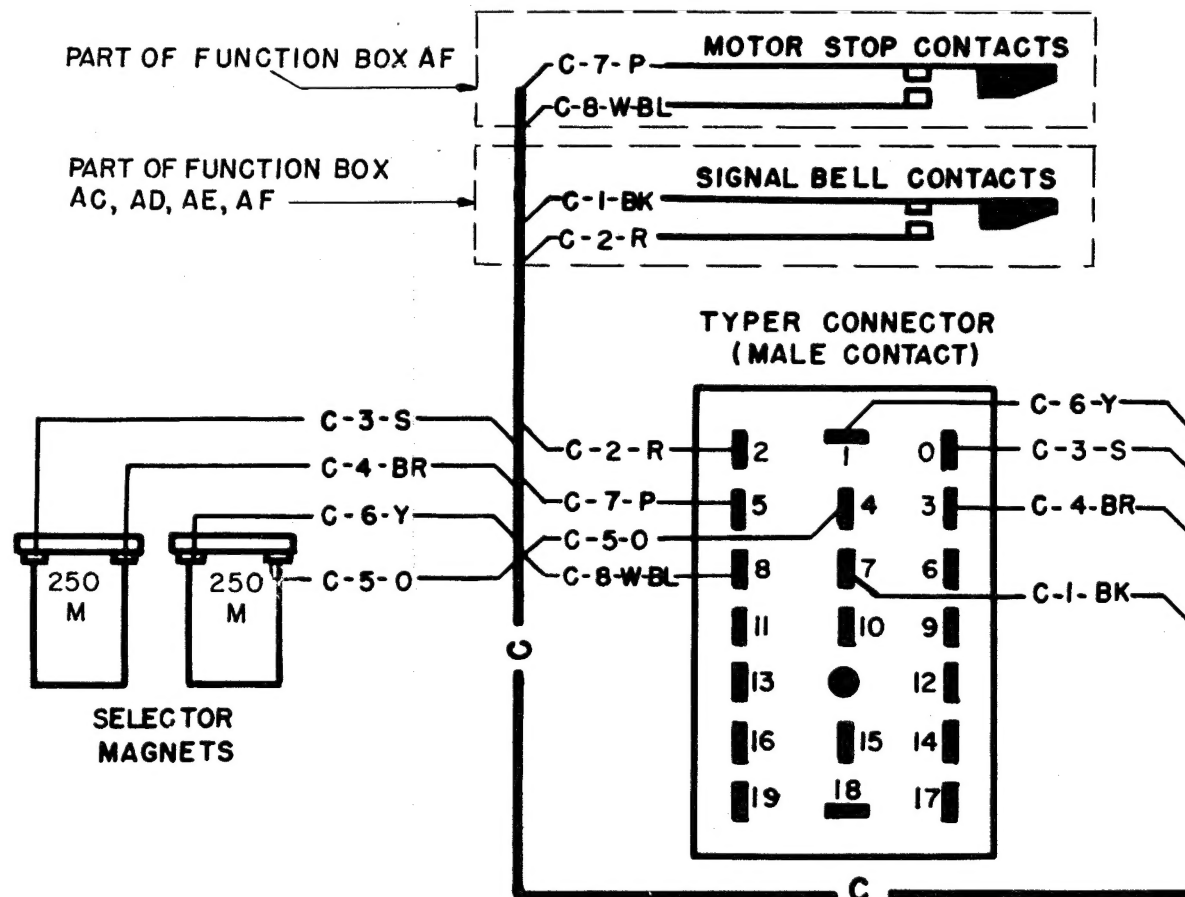 PART OF FUNCTION BOX AF
MOTOR STOP CONTACTS
C-7-P
C-8-W-BL
PART OF FUNCTION BOX
AC, AD, AE, AF
SIGNAL BELL CONTACTS
C-1-BK
C-2-R
TYPER CONNECTOR
(MALE CONTACT)
C-3-S
C-4-BR
C-6-Y
C-5-O
250
M
250
M
SELECTOR
MAGNETS
C-2-R
C-7-P
C-5-O
C-8-W-BL
C
2 1 0
5 4 3
8 7 6
11 10 9
13 12
16 15 14
19 18 17
C-6-Y
C-3-S
C-4-BR
C-1-BK
C